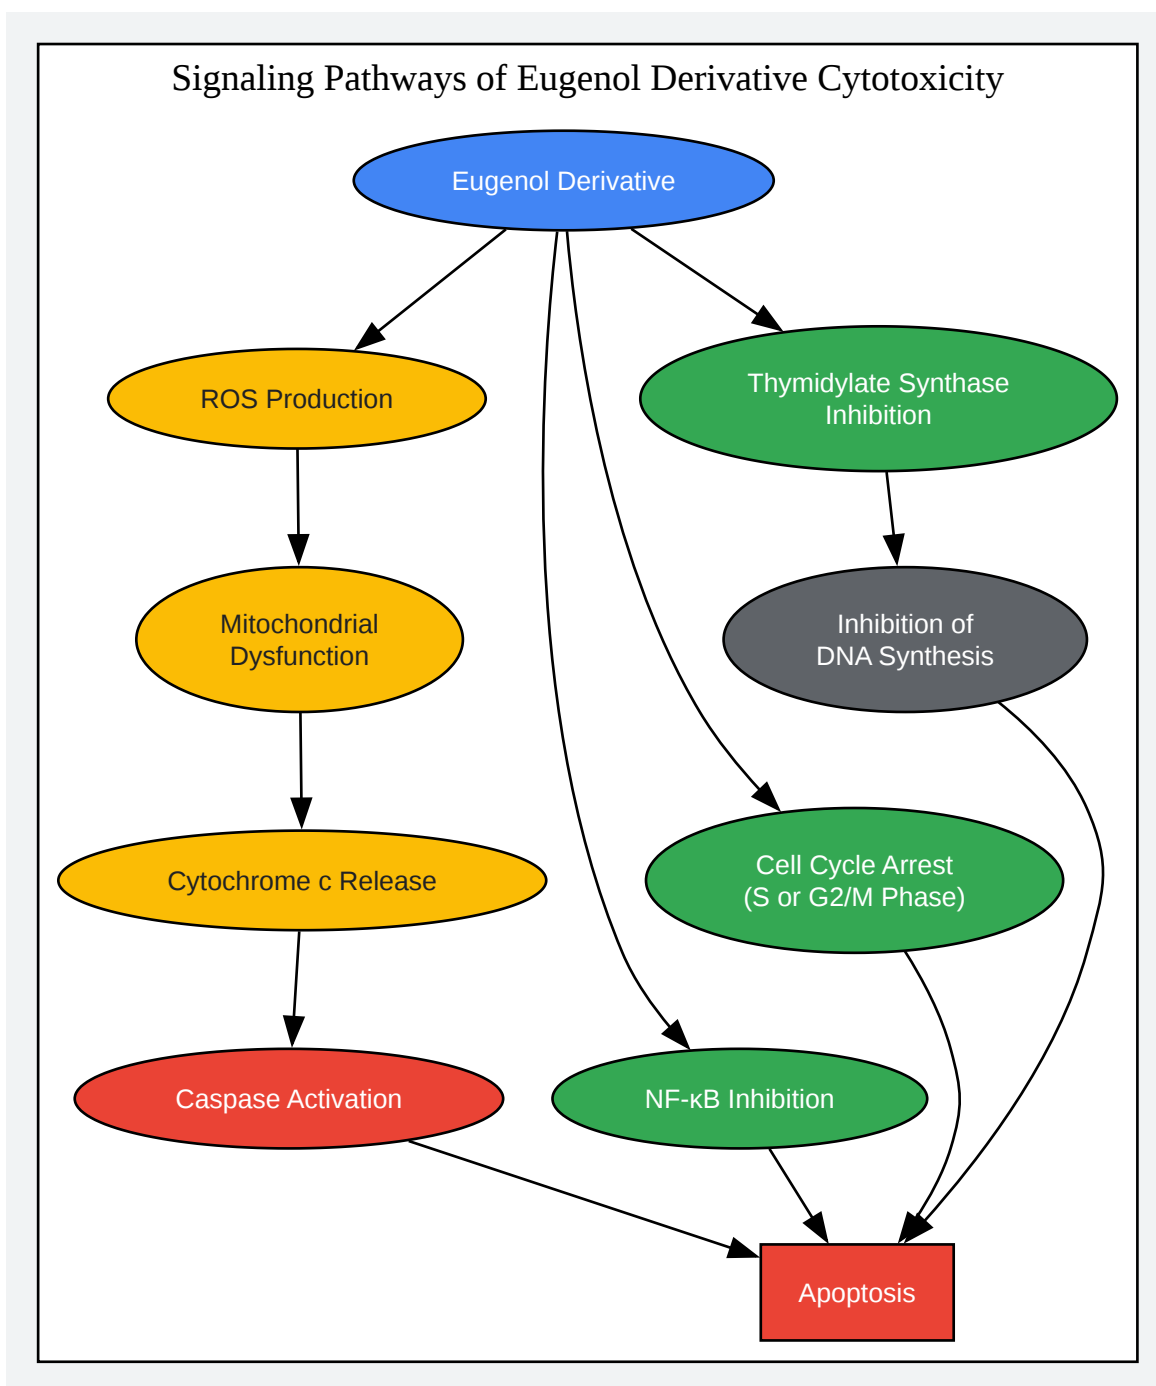 Signaling Pathways of Eugenol Derivative Cytotoxicity
Eugenol Derivative
ROS Production
Thymidylate Synthase
Inhibition
Mitochondrial
Dysfunction
Inhibition of
DNA Synthesis
Cytochrome c Release
Cell Cycle Arrest
(S or G2/M Phase)
Caspase Activation
NF-κB Inhibition
Apoptosis